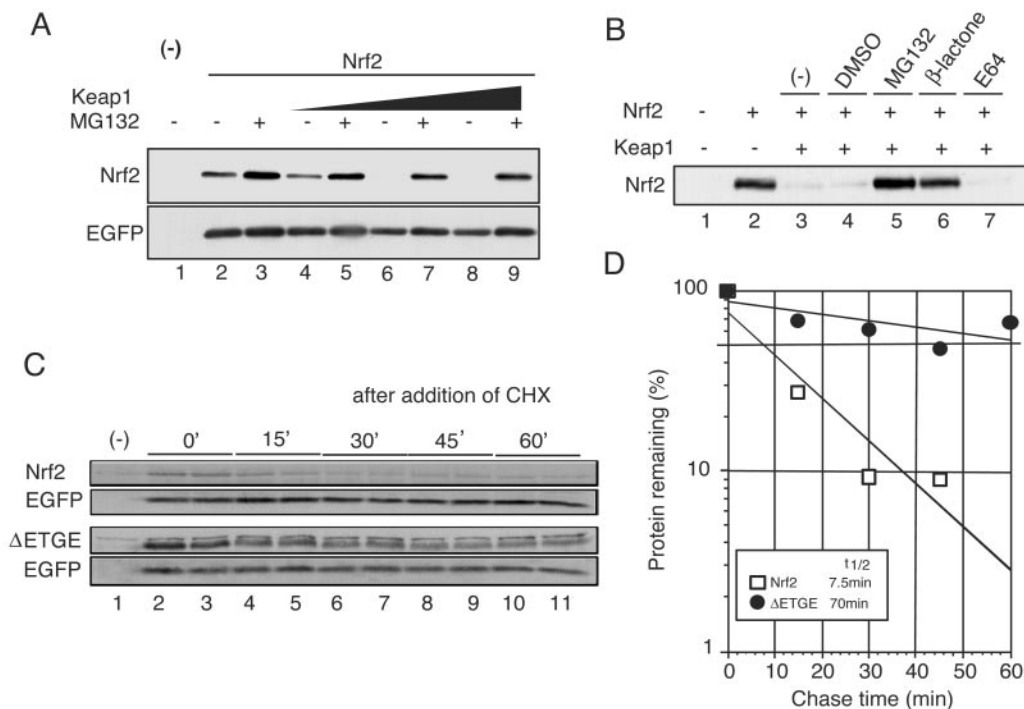 A
(-)
Nrf2
Keap1
MG132 - - + - + - + - +
Nrf2
EGFP
1 2 3 4 5 6 7 8 9
B
(-) DMSO MG132 β-lactone E64
Nrf2 - + + + + + +
Keap1 - - + + + + +
Nrf2
1 2 3 4 5 6 7
C
after addition of CHX
(-) 0' 15' 30' 45' 60'
Nrf2
EGFP
ΔETGE
EGFP
1 2 3 4 5 6 7 8 9 10 11
D
Protein remaining (%)
100
10
1
t1/2
Nrf2 7.5min
ΔETGE 70min
0 10 20 30 40 50 60
Chase time (min)